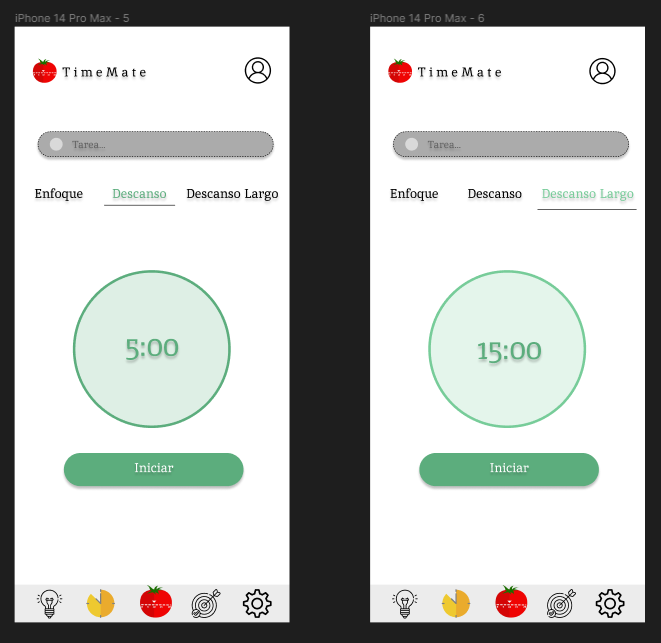 iPhone 14 Pro Max - 5
TimeMate
Tarea...
Enfoque Descanso Descanso Largo
5:00
Iniciar
iPhone 14 Pro Max - 6
TimeMate
Tarea...
Enfoque Descanso Descanso Largo
15:00
Iniciar